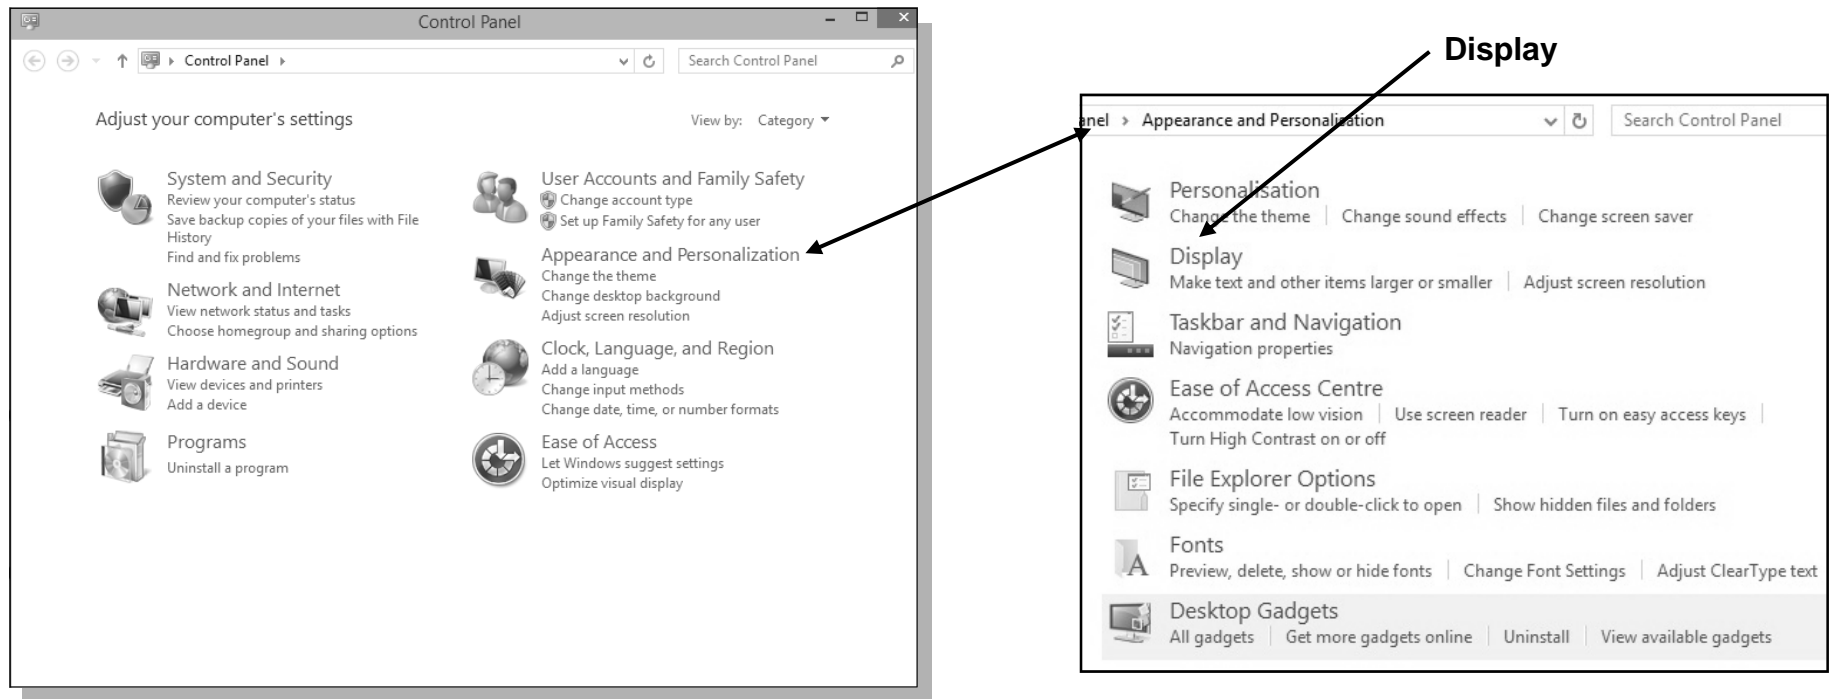 Control Panel
Control Panel
Search Control Panel
Adjust your computer's settings
View by: Category
System and Security
Review your computer's status
Save backup copies of your files with File
History
Find and fix problems
Network and Internet
View network status and tasks
Choose homegroup and sharing options
Hardware and Sound
View devices and printers
Add a device
Programs
Uninstall a program
User Accounts and Family Safety
Change account type
Set up Family Safety for any user
Appearance and Personalization
Change the theme
Change desktop background
Adjust screen resolution
Clock, Language, and Region
Add a language
Change input methods
Change date, time, or number formats
Ease of Access
Let Windows suggest settings
Optimize visual display
Display
anel > Appearance and Personalisation
Search Control Panel
Personalisation
Change the theme | Change sound effects | Change screen saver
Display
Make text and other items larger or smaller | Adjust screen resolution
Taskbar and Navigation
Navigation properties
Ease of Access Centre
Accommodate low vision | Use screen reader | Turn on easy access keys |
Turn High Contrast on or off
File Explorer Options
Specify single- or double-click to open | Show hidden files and folders
Fonts
Preview, delete, show or hide fonts | Change Font Settings | Adjust ClearType text
Desktop Gadgets
All gadgets | Get more gadgets online | Uninstall | View available gadgets